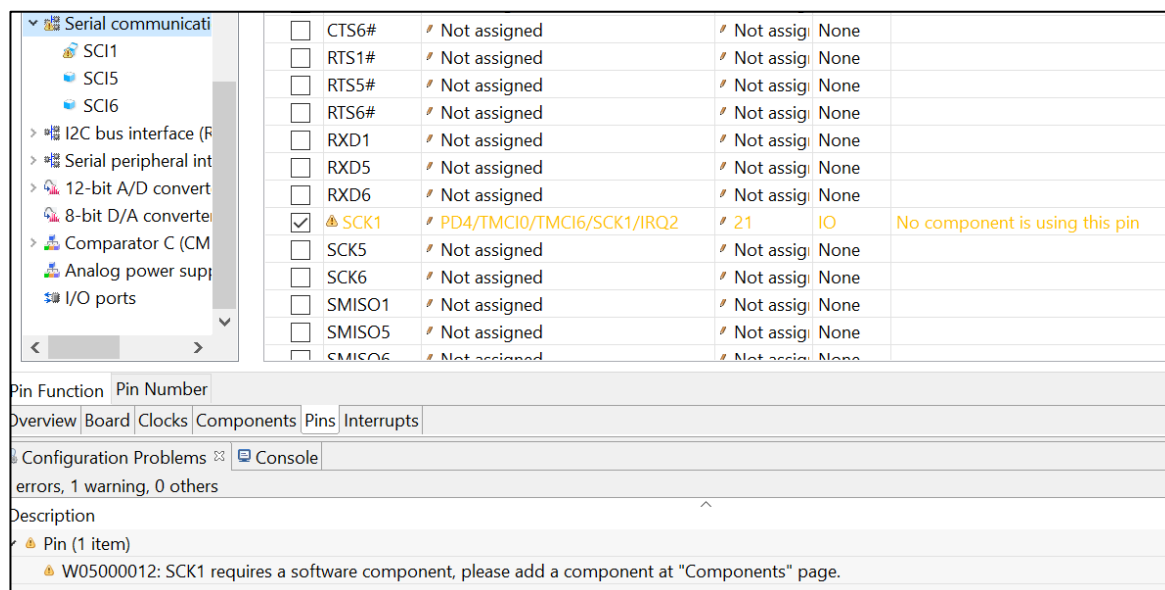 Serial communicati
SCI1
SCI5
SCI6
I2C bus interface (R
Serial peripheral int
12-bit A/D convert
8-bit D/A converte
Comparator C (CM
Analog power supp
I/O ports
CTS6# Not assigned Not assig None
RTS1# Not assigned Not assig None
RTS5# Not assigned Not assig None
RTS6# Not assigned Not assig None
RXD1 Not assigned Not assig None
RXD5 Not assigned Not assig None
RXD6 Not assigned Not assig None
SCK1 PD4/TMCI0/TMCI6/SCK1/IRQ2 21 IO No component is using this pin
SCK5 Not assigned Not assig None
SCK6 Not assigned Not assig None
SMISO1 Not assigned Not assig None
SMISO5 Not assigned Not assig None
SMISO6 Not assigned Not assig None
Pin Function Pin Number
Overview Board Clocks Components Pins Interrupts
Configuration Problems Console
errors, 1 warning, 0 others
Description
Pin (1 item)
W05000012: SCK1 requires a software component, please add a component at "Components" page.